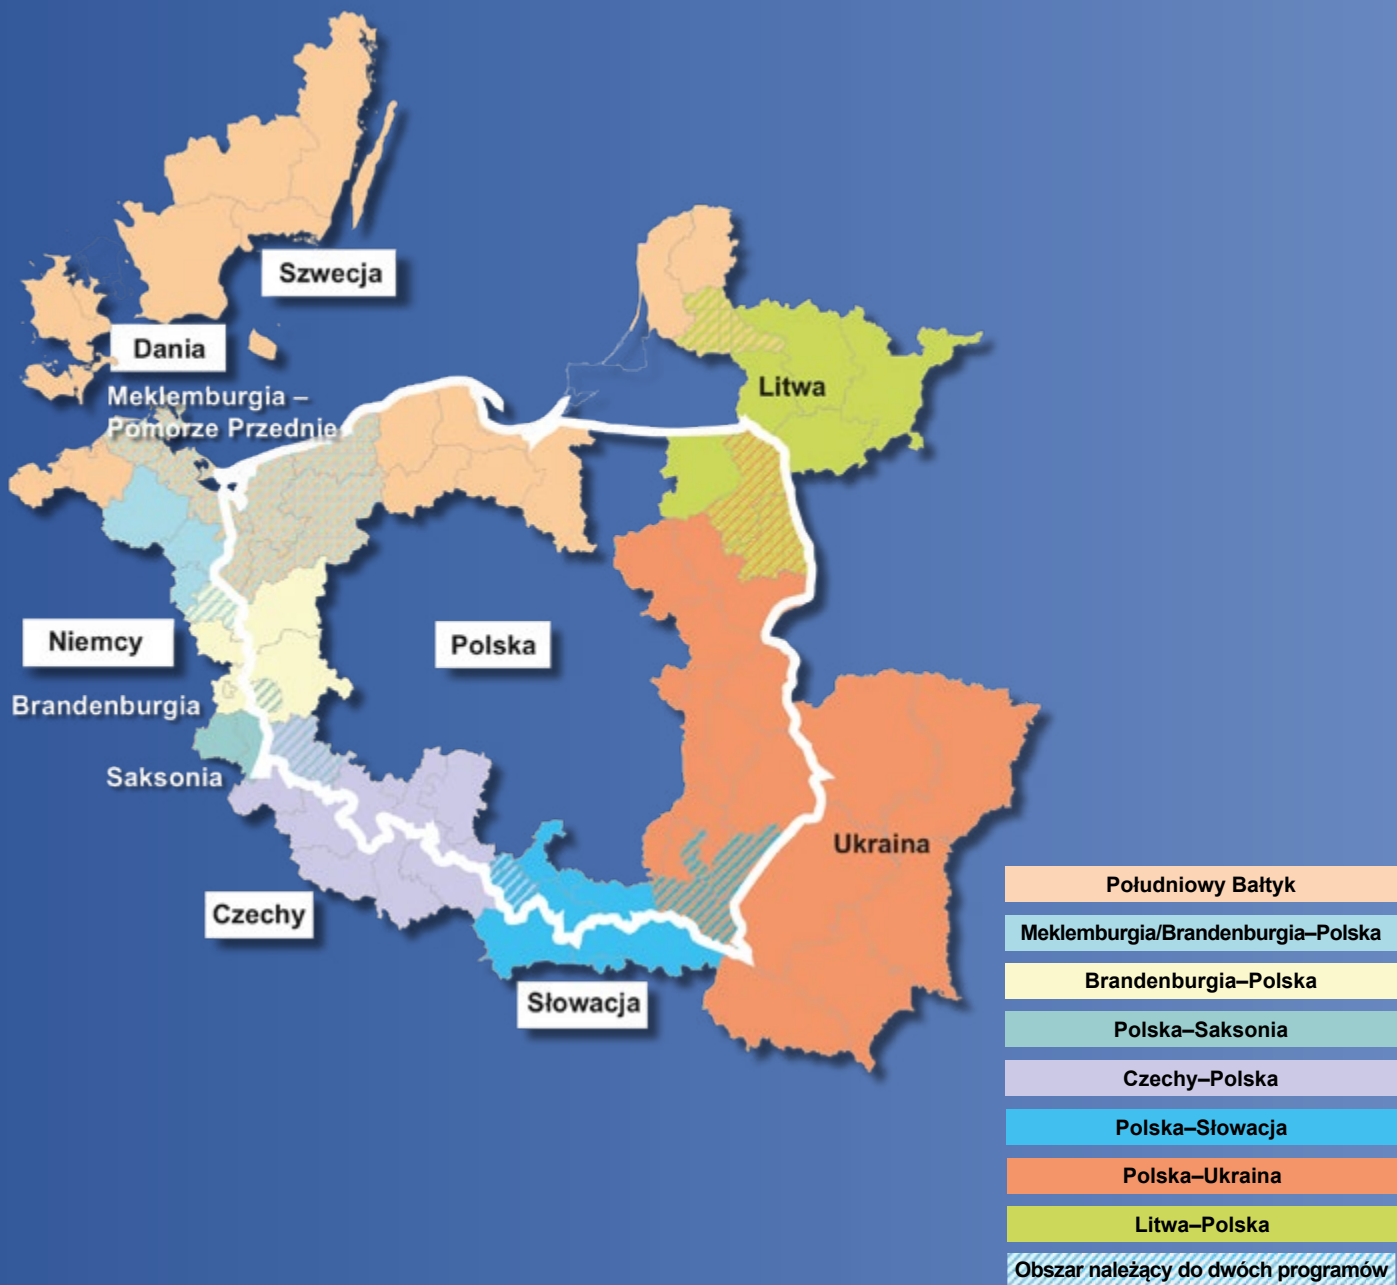 Szwecja
Dania
Meklemburgia –
Pomorze Przednie
Litwa
Niemcy
Polska
Brandenburgia
Saksonia
Ukraina
Czechy
Słowacja
Południowy Bałtyk
Meklemburgia/Brandenburgia–Polska
Brandenburgia–Polska
Polska–Saksonia
Czechy–Polska
Polska–Słowacja
Polska–Ukraina
Litwa–Polska
Obszar należący do dwóch programów